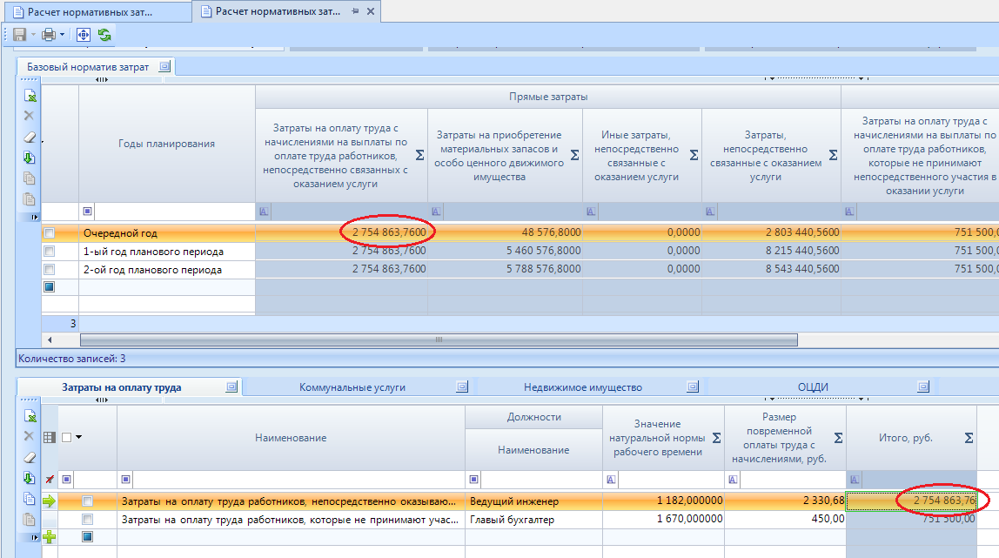 Расчет нормативных зат...
Расчет нормативных зат...
Базовый норматив затрат
Годы планирования
Прямые затраты
Затраты на оплату труда с
начислениями на выплаты по
оплате труда работников,
непосредственно связанных с
оказанием услуги
Σ
Затраты на приобретение
материальных запасов и
особо ценного движимого
имущества
Σ
Иные затраты,
непосредственно
связанные с
оказанием услуги
Σ
Затраты,
непосредственно
связанные с оказанием
услуги
Σ
Затраты на оплату труда с
начислениями на выплаты по
оплате труда работников,
которые не принимают
непосредственного участия в
оказании услуги
Очередной год 2 754 863,7600 48 576,8000 0,0000 2 803 440,5600 751 500,0
1-ый год планового периода 2 754 863,7600 5 460 576,8000 0,0000 8 215 440,5600 751 500,0
2-ой год планового периода 2 754 863,7600 5 788 576,8000 0,0000 8 543 440,5600 751 500,0
3
Количество записей: 3
Затраты на оплату труда Коммунальные услуги Недвижимое имущество ОЦДИ
Наименование
Должности
Наименование
Значение
натуральной нормы
рабочего времени
Σ
Размер
повременной
оплаты труда с
начислениями, руб.
Σ
Итого, руб. Σ
Затраты на оплату труда работников, непосредственно оказываю... Ведущий инженер 1 182,000000 2 330,68 2 754 863,76
Затраты на оплату труда работников, которые не принимают учас... Главый бухгалтер 1 670,000000 450,00 751 500,00